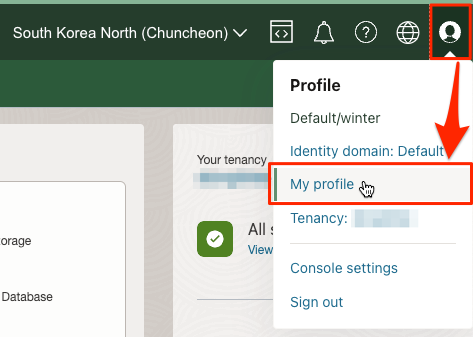 South Korea North (Chuncheon)
Profile
Default/winter
Identity domain: Default
My profile
Tenancy:
Your tenancy
All
View
orage
Database
Console settings
Sign out